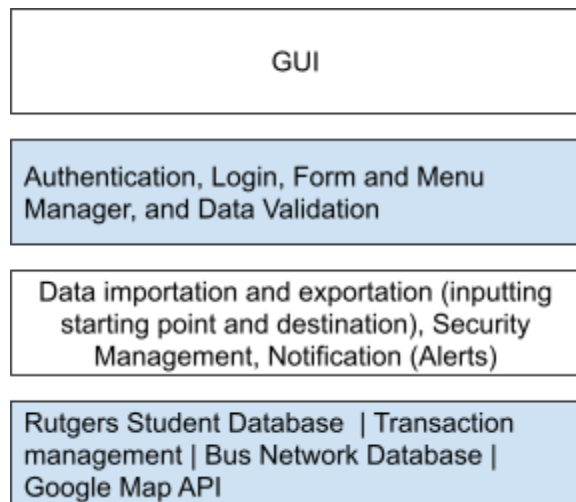 GUI
Authentication, Login, Form and Menu
Manager, and Data Validation
Data importation and exportation (inputting
starting point and destination), Security
Management, Notification (Alerts)
Rutgers Student Database  | Transaction
management | Bus Network Database |
Google Map API